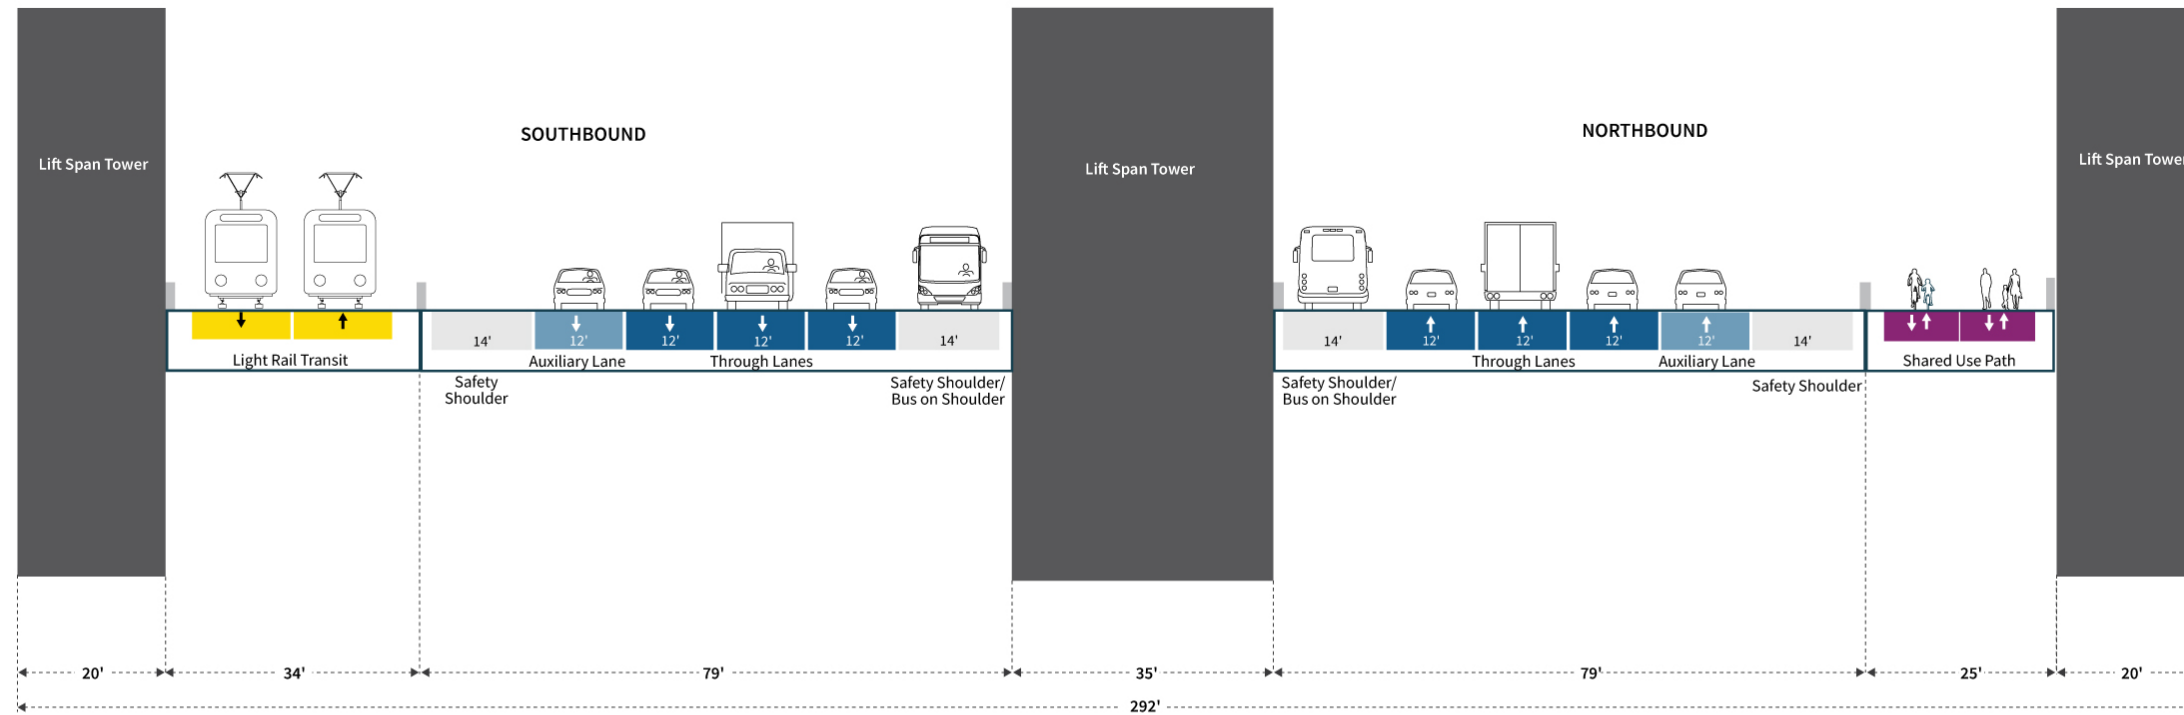 SOUTHBOUND
NORTHBOUND
Lift Span Tower
Lift Span Tower
Lift Span Tower
14'
12'
12'
12'
12'
14'
14'
12'
12'
12'
12'
14'
Light Rail Transit
Auxiliary Lane
Through Lanes
Through Lanes
Auxiliary Lane
Shared Use Path
Safety
Shoulder
Safety Shoulder/
Bus on Shoulder
Safety Shoulder/
Bus on Shoulder
Safety Shoulder
20'
34'
79'
35'
79'
25'
20'
292'